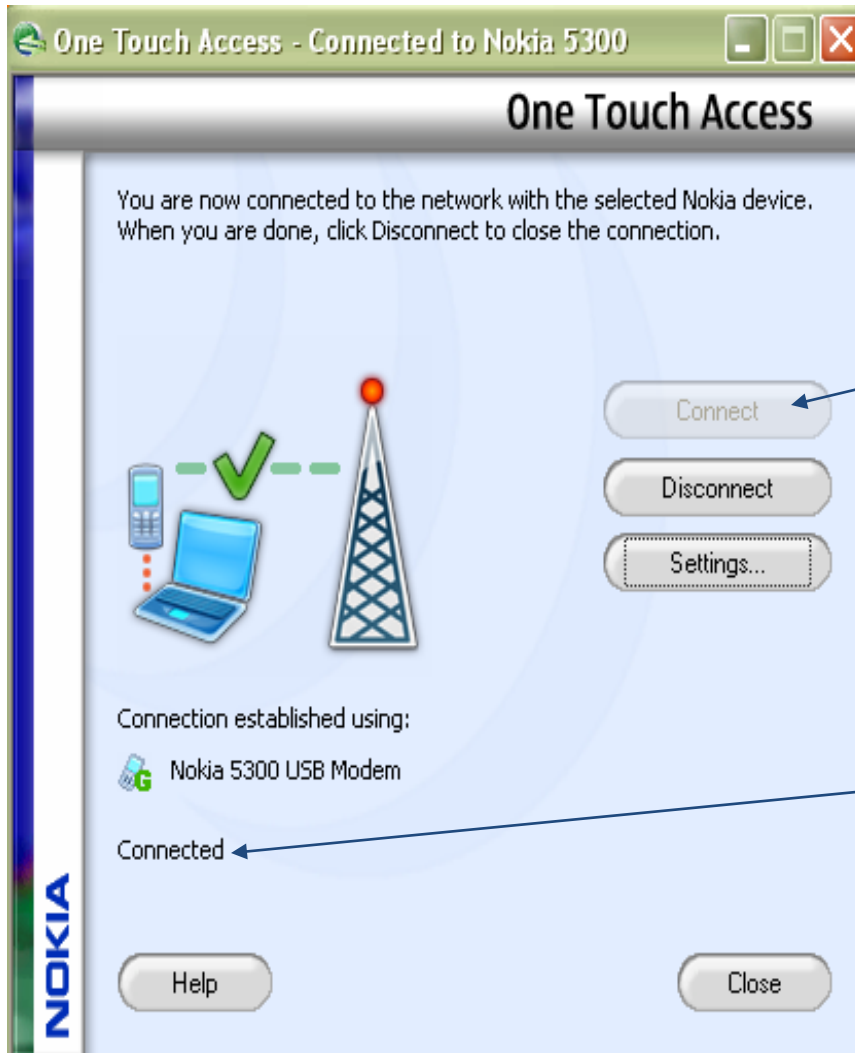 One Touch Access - Connected to Nokia 5300
One Touch Access
You are now connected to the network with the selected Nokia device.
When you are done, click Disconnect to close the connection.
Connect
Disconnect
Settings...
Connection established using:
G
Nokia 5300 USB Modem
Connected
NOKIA
Help
Close